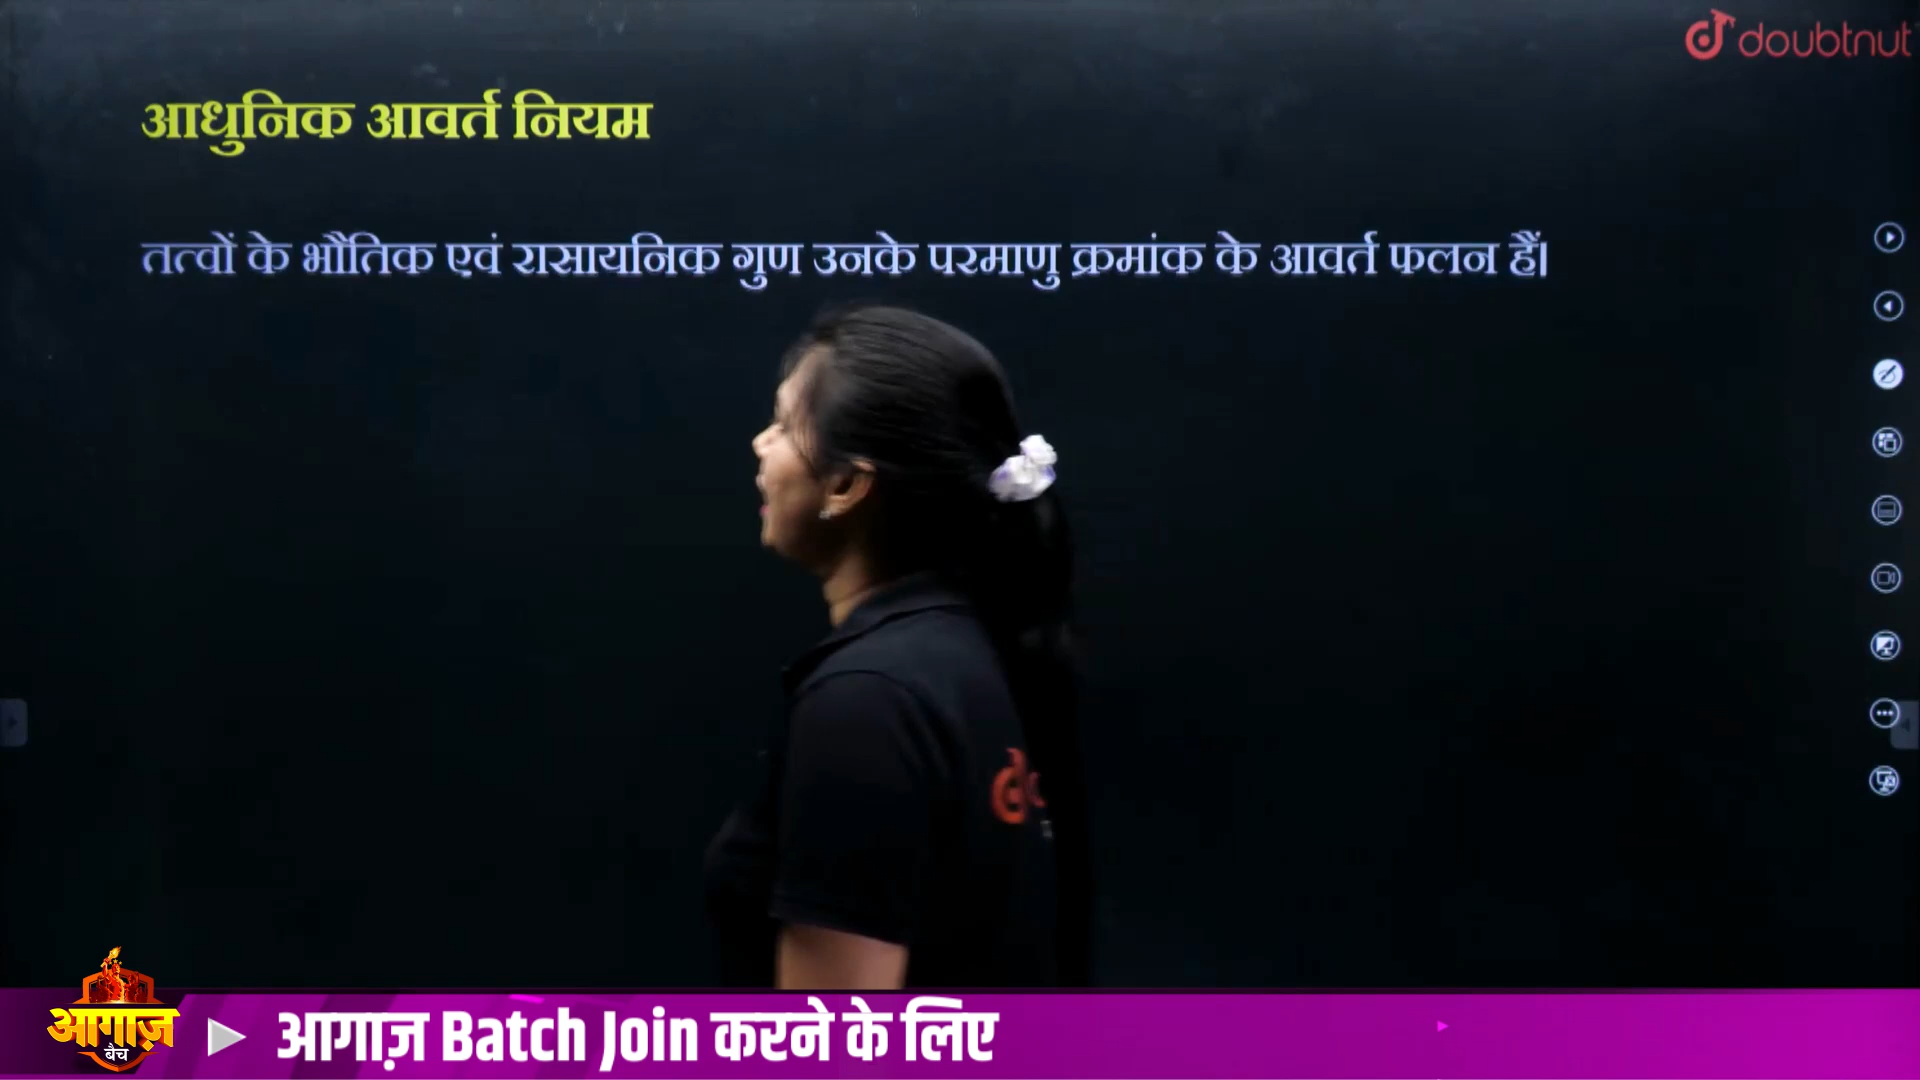 doubtnut
आधुनिक आवर्त नियम
तत्वों के भौतिक एवं रासायनिक गुण उनके परमाणु क्रमांक के आवर्त फलन हैं।
आगाज़
बैच
आगाज़ Batch Join करने के लिए